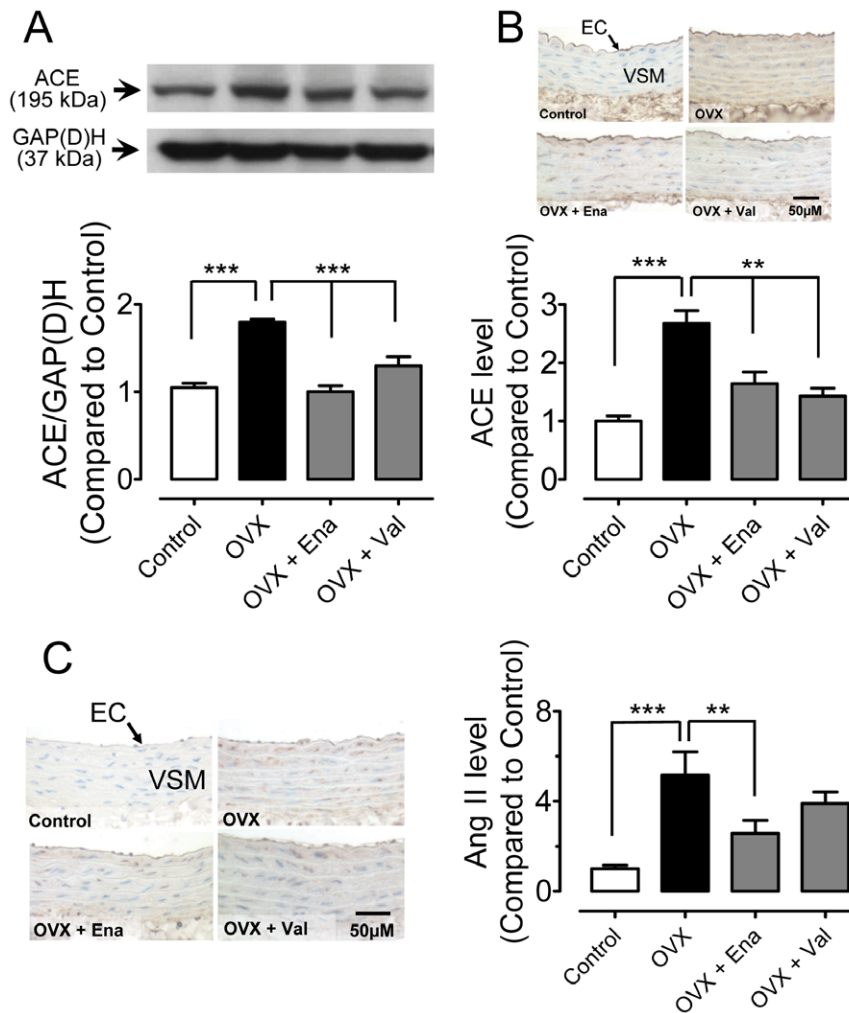 A
ACE
(195 kDa)
GAP(D)H
(37 kDa)
ACE/GAP(D)H
(Compared to Control)
2
1
0
***
***
Control
OVX
OVX + Ena
OVX + Val
B
EC
VSM
Control
OVX
OVX + Ena
OVX + Val
50µM
ACE level
(Compared to Control)
3
2
1
0
***
**
Control
OVX
OVX + Ena
OVX + Val
C
EC
VSM
Control
OVX
OVX + Ena
OVX + Val
50µM
Ang II level
(Compared to Control)
8
4
0
***
**
Control
OVX
OVX + Ena
OVX + Val